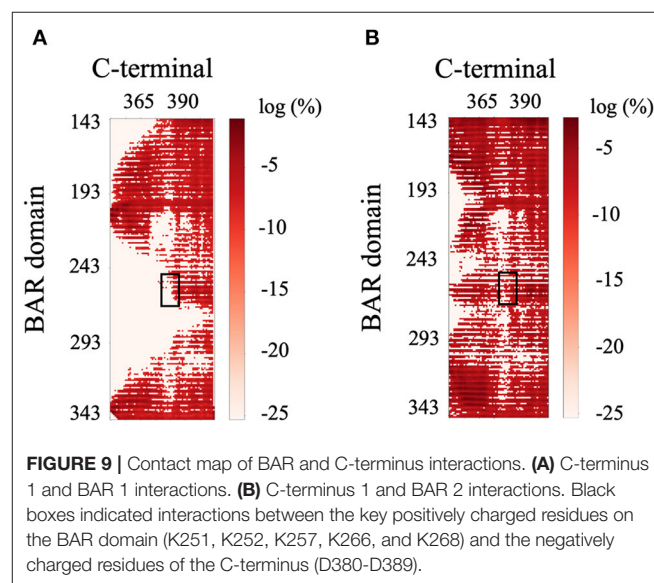 A
C-terminal
365 390
log (%)
143
193
243
293
343
BAR domain
-5
-10
-15
-20
-25
B
C-terminal
365 390
log (%)
143
193
243
293
343
BAR domain
-5
-10
-15
-20
-25
FIGURE 9 | Contact map of BAR and C-terminus interactions. (A) C-terminus
1 and BAR 1 interactions. (B) C-terminus 1 and BAR 2 interactions. Black
boxes indicated interactions between the key positively charged residues on
the BAR domain (K251, K252, K257, K266, and K268) and the negatively
charged residues of the C-terminus (D380-D389).